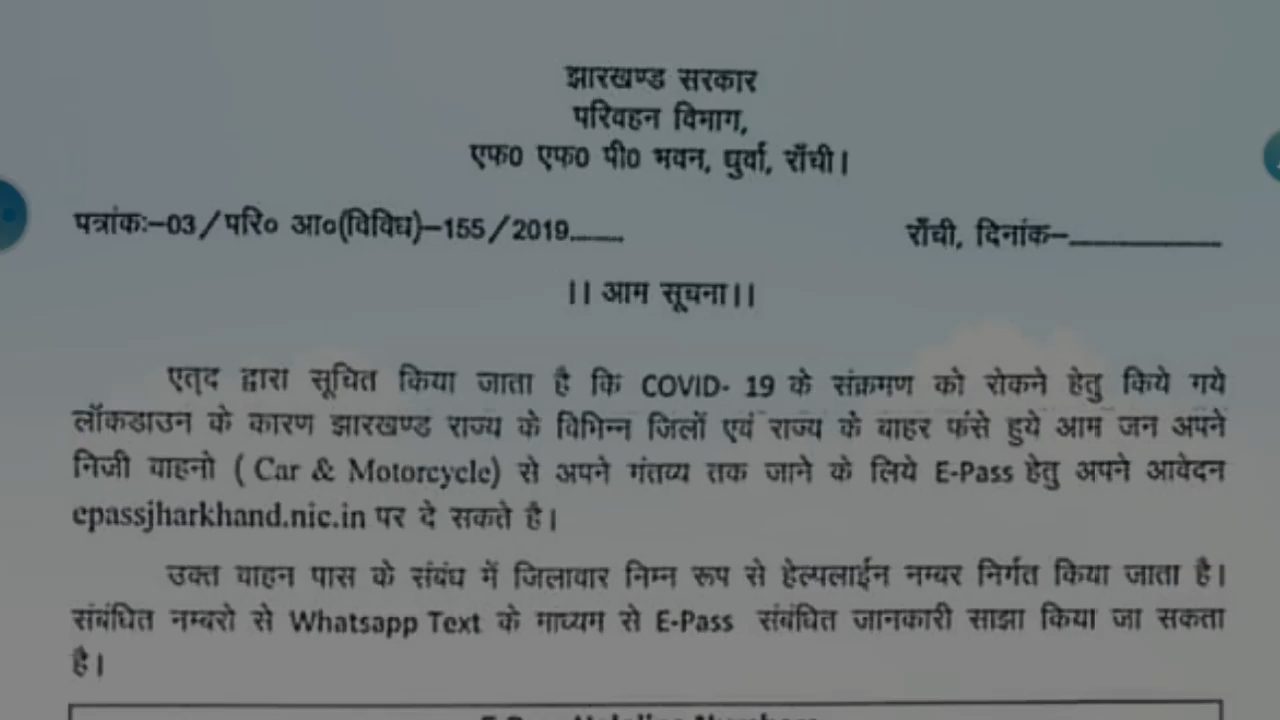 झारखण्ड सरकार
परिवहन विभाग,
एफ0 एफ0 पी0 भवन, धुर्वा, राँची।
पत्रांकः–03/परि० आ०(विविध)–155/2019......
राँची, दिनांक–__________
।। आम सूचना।।
एतद् द्वारा सूचित किया जाता है कि COVID- 19 के संक्रमण को रोकने हेतु किये गये
लॉकडाउन के कारण झारखण्ड राज्य के विभिन्न जिलों एवं राज्य के बाहर फंसे हुये आम जन अपने
निजी वाहनो ( Car & Motorcycle) से अपने गंतव्य तक जाने के लिये E-Pass हेतु अपने आवेदन
epassjharkhand.nic.in पर दे सकते है।
उक्त वाहन पास के संबंध में जिलावार निम्न रूप से हेल्पलाईन नम्बर निर्गत किया जाता है।
संबंधित नम्बरो से Whatsapp Text के माध्यम से E-Pass संबंधित जानकारी साझा किया जा सकता
है।